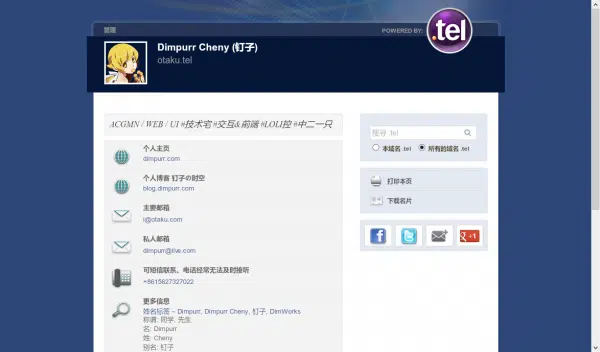 登陆
POWERED BY:
.tel
Dimpurr Cheny (钉子)
otaku.tel
ACGMN / WEB / UI #技术宅 #交互&前端 #LOLI控 #中二一只
搜寻 .tel
本域名 .tel 所有的域名 .tel
个人主页
dimpurr.com
打印本页
个人博客 钉子の时空
blog.dimpurr.com
下载名片
主要邮箱
i@otaku.com
私人邮箱
dimpurr@live.com
+1
可短信联系、电话经常无法及时接听
+8615627327022
更多信息
姓名标签 – Dimpurr, Dimpurr Cheny, 钉子, DimWorks
称谓: 同学, 先生
名: Dimpurr
姓: Cheny
别名: 钉子